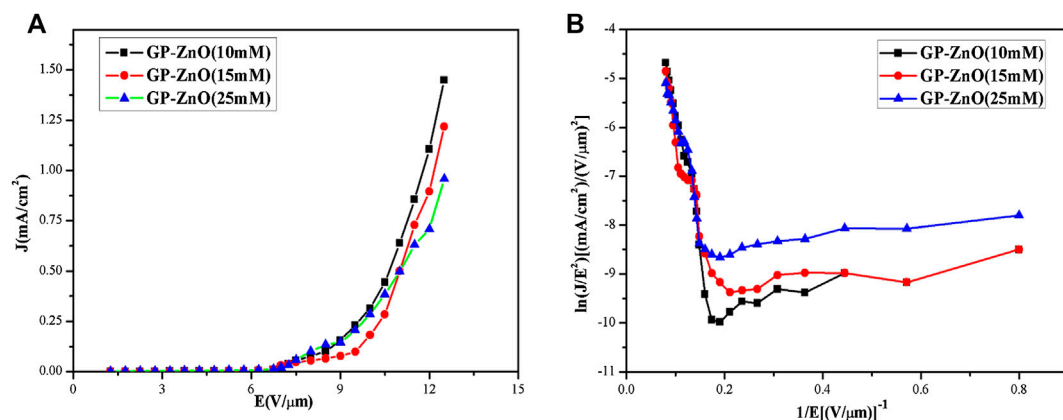 A
GP-ZnO(10mM)
GP-ZnO(15mM)
GP-ZnO(25mM)
J(mA/cm²)
1.50
1.25
1.00
0.75
0.50
0.25
0.00
0 3 6 9 12 15
E(V/μm)
B
GP-ZnO(10mM)
GP-ZnO(15mM)
GP-ZnO(25mM)
ln(J/E²)[(mA/cm²)/(V/μm)²]
-4
-5
-6
-7
-8
-9
-10
-11
0.0 0.2 0.4 0.6 0.8
1/E[(V/μm)]⁻¹